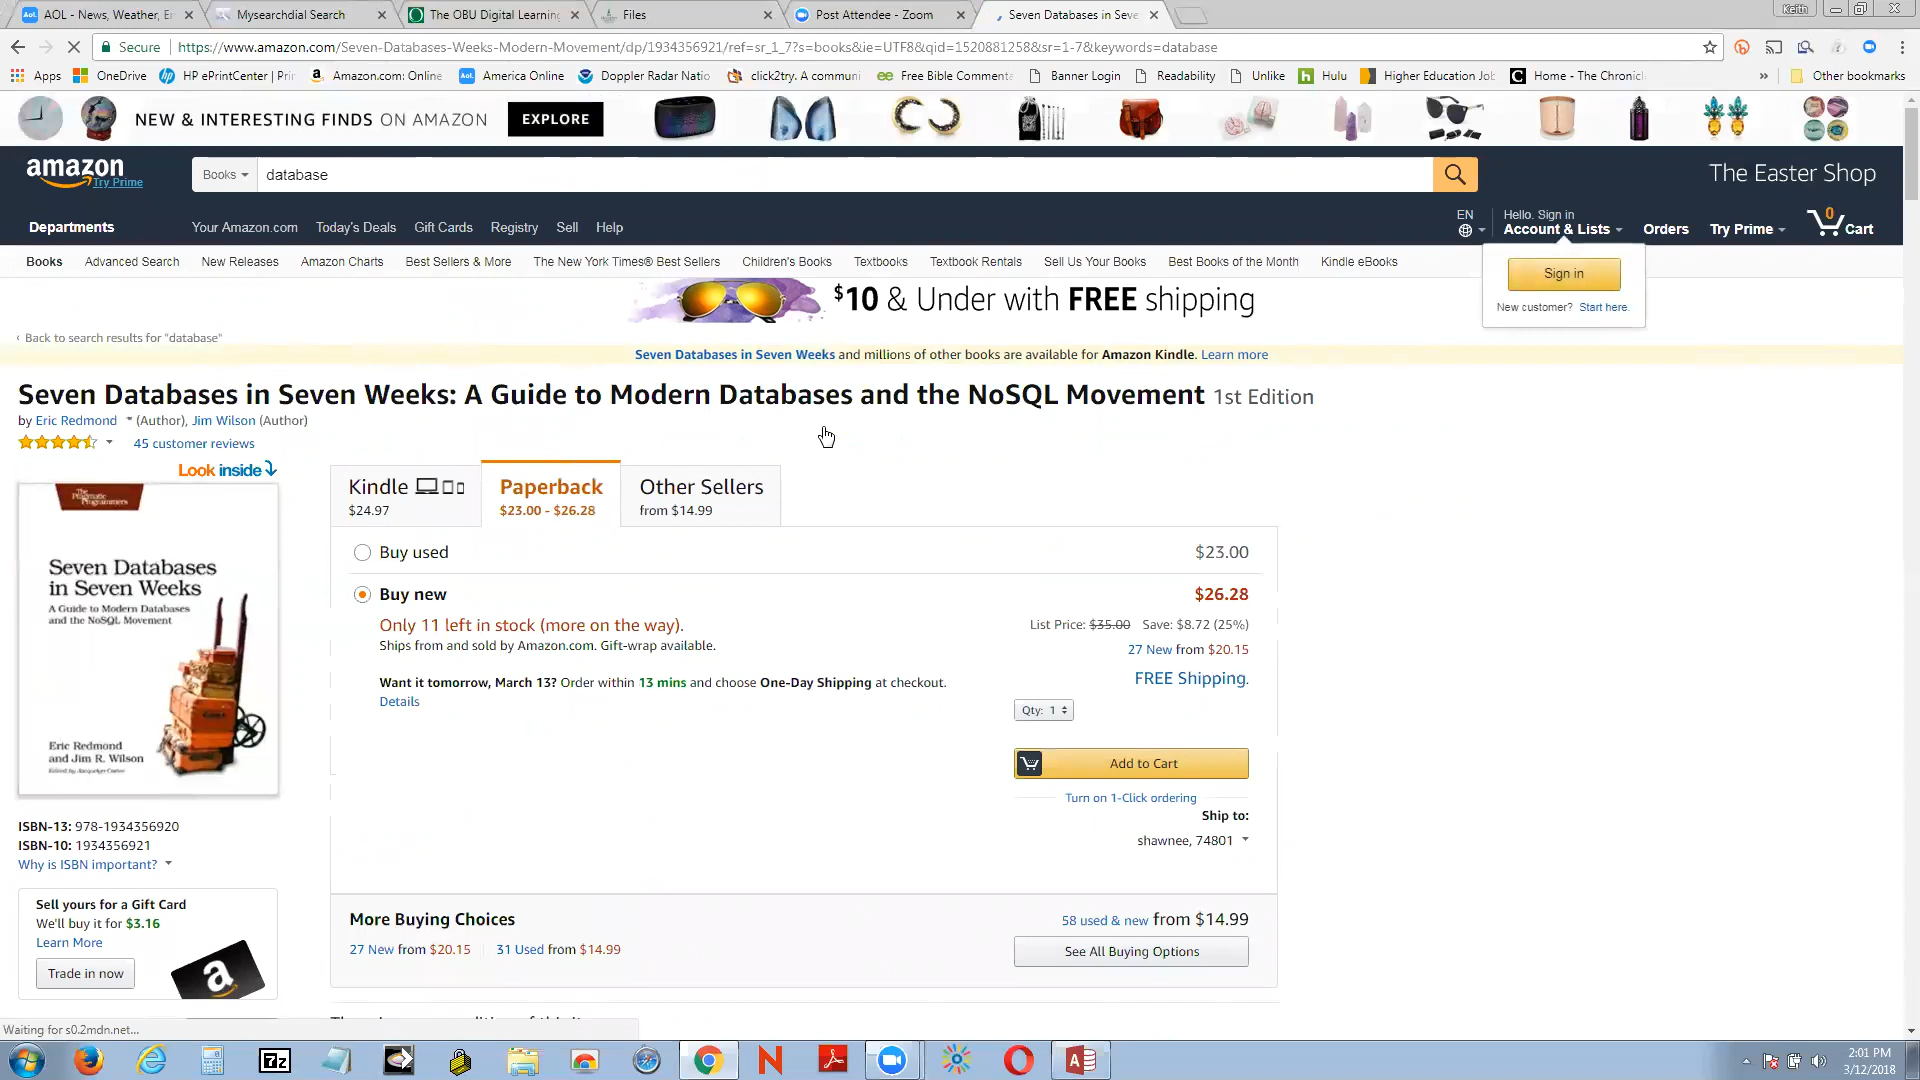 AOL - News, Weather, En
Mysearchdial Search
The OBU Digital Learning
Files
Post Attendee - Zoom
Seven Databases in Seve
Keith
Secure
https://www.amazon.com/Seven-Databases-Weeks-Modern-Movement/dp/1934356921/ref=sr_1_7?s=books&ie=UTF8&qid=1520881258&sr=1-7&keywords=database
Apps
OneDrive
HP ePrintCenter | Pri
Amazon.com: Online
America Online
Doppler Radar Natio
click2try. A communi
Free Bible Comment
Banner Login
Readability
Unlike
Hulu
Higher Education Job
Home - The Chronicl
»
Other bookmarks
NEW & INTERESTING FINDS ON AMAZON
EXPLORE
amazon
Try Prime
Books
database
The Easter Shop
Departments
Your Amazon.com
Today's Deals
Gift Cards
Registry
Sell
Help
EN
Hello. Sign in
Account & Lists
Orders
Try Prime
0
Cart
Books
Advanced Search
New Releases
Amazon Charts
Best Sellers & More
The New York Times® Best Sellers
Children's Books
Textbooks
Textbook Rentals
Sell Us Your Books
Best Books of the Month
Kindle eBooks
Sign in
New customer? Start here.
$10 & Under with FREE shipping
‹ Back to search results for "database"
Seven Databases in Seven Weeks and millions of other books are available for Amazon Kindle. Learn more
Seven Databases in Seven Weeks: A Guide to Modern Databases and the NoSQL Movement 1st Edition
by Eric Redmond (Author), Jim Wilson (Author)
45 customer reviews
Look inside
Kindle
$24.97
Paperback
$23.00 - $26.28
Other Sellers
from $14.99
The Pragmatic Programmers
Seven Databases
in Seven Weeks
A Guide to Modern Databases
and the NoSQL Movement
Eric Redmond
and Jim R. Wilson
Edited by Jacquelyn Carter
Buy used
$23.00
Buy new
$26.28
Only 11 left in stock (more on the way).
List Price: $35.00 Save: $8.72 (25%)
Ships from and sold by Amazon.com. Gift-wrap available.
27 New from $20.15
FREE Shipping.
Want it tomorrow, March 13? Order within 13 mins and choose One-Day Shipping at checkout.
Details
Qty: 1
Add to Cart
Turn on 1-Click ordering
Ship to:
shawnee, 74801
ISBN-13: 978-1934356920
ISBN-10: 1934356921
Why is ISBN important?
Sell yours for a Gift Card
We'll buy it for $3.16
Learn More
Trade in now
a
More Buying Choices
58 used & new from $14.99
27 New from $20.15
31 Used from $14.99
See All Buying Options
Waiting for s0.2mdn.net...
7z
N
A
2:01 PM
3/12/2018